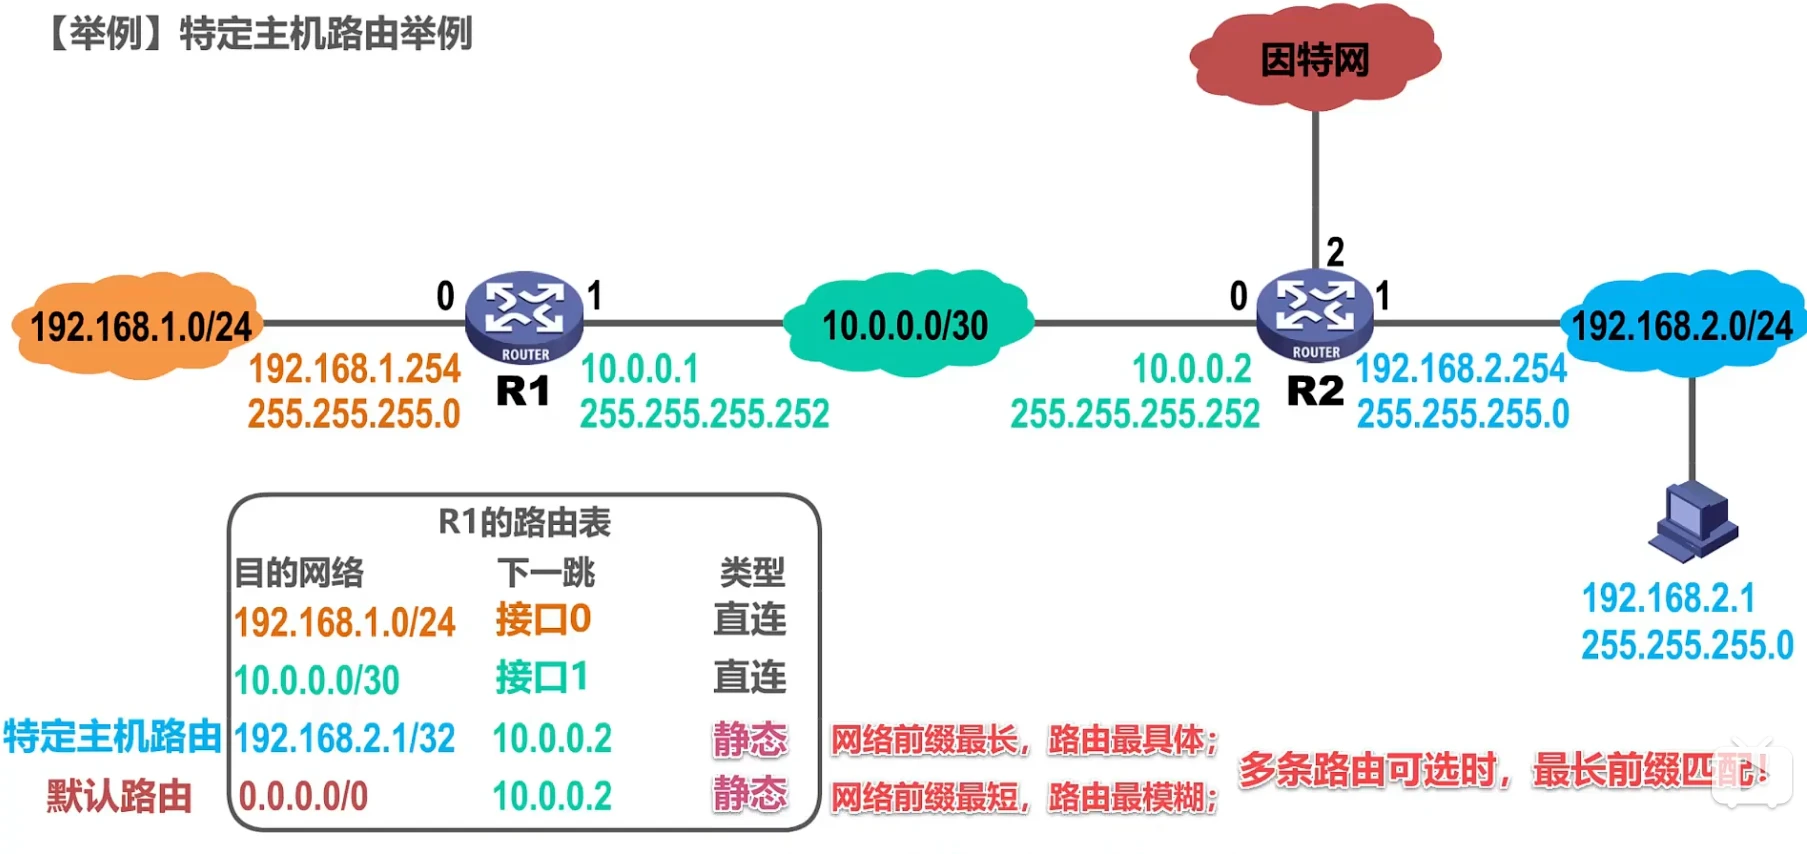 【举例】特定主机路由举例
因特网
2
0
1
0
1
192.168.1.0/24
ROUTER
10.0.0.0/30
ROUTER
192.168.2.0/24
192.168.1.254
255.255.255.0
R1
10.0.0.1
255.255.255.252
10.0.0.2
255.255.255.252
R2
192.168.2.254
255.255.255.0
192.168.2.1
255.255.255.0
R1的路由表
目的网络 下一跳 类型
192.168.1.0/24 接口0 直连
10.0.0.0/30 接口1 直连
特定主机路由 192.168.2.1/32 10.0.0.2 静态 网络前缀最长，路由最具体；
默认路由 0.0.0.0/0 10.0.0.2 静态 网络前缀最短，路由最模糊；
多条路由可选时，最长前缀匹配！